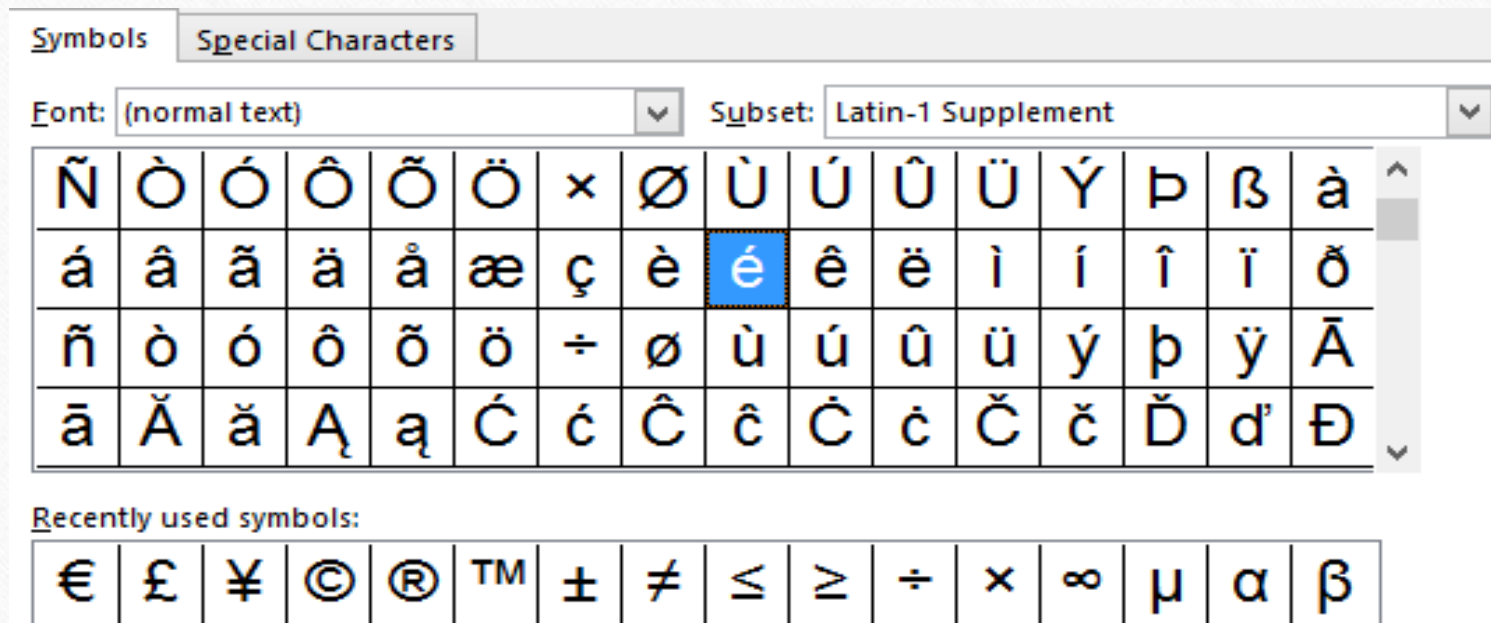 Symbols Special Characters
Font: (normal text) Subset: Latin-1 Supplement
Ñ Ò Ó Ô Õ Ö × Ø Ù Ú Û Ü Ý Þ ß à
á â ã ä å æ ç è é ê ë ì í î ï ð
ñ ò ó ô õ ö ÷ ø ù ú û ü ý þ ÿ Ā
ā Ă ă Ą ą Ć ć Ĉ ĉ Ċ ċ Č č Ď ď Đ
Recently used symbols:
€ £ ¥ © ® ™ ± ≠ ≤ ≥ ÷ × ∞ µ α β